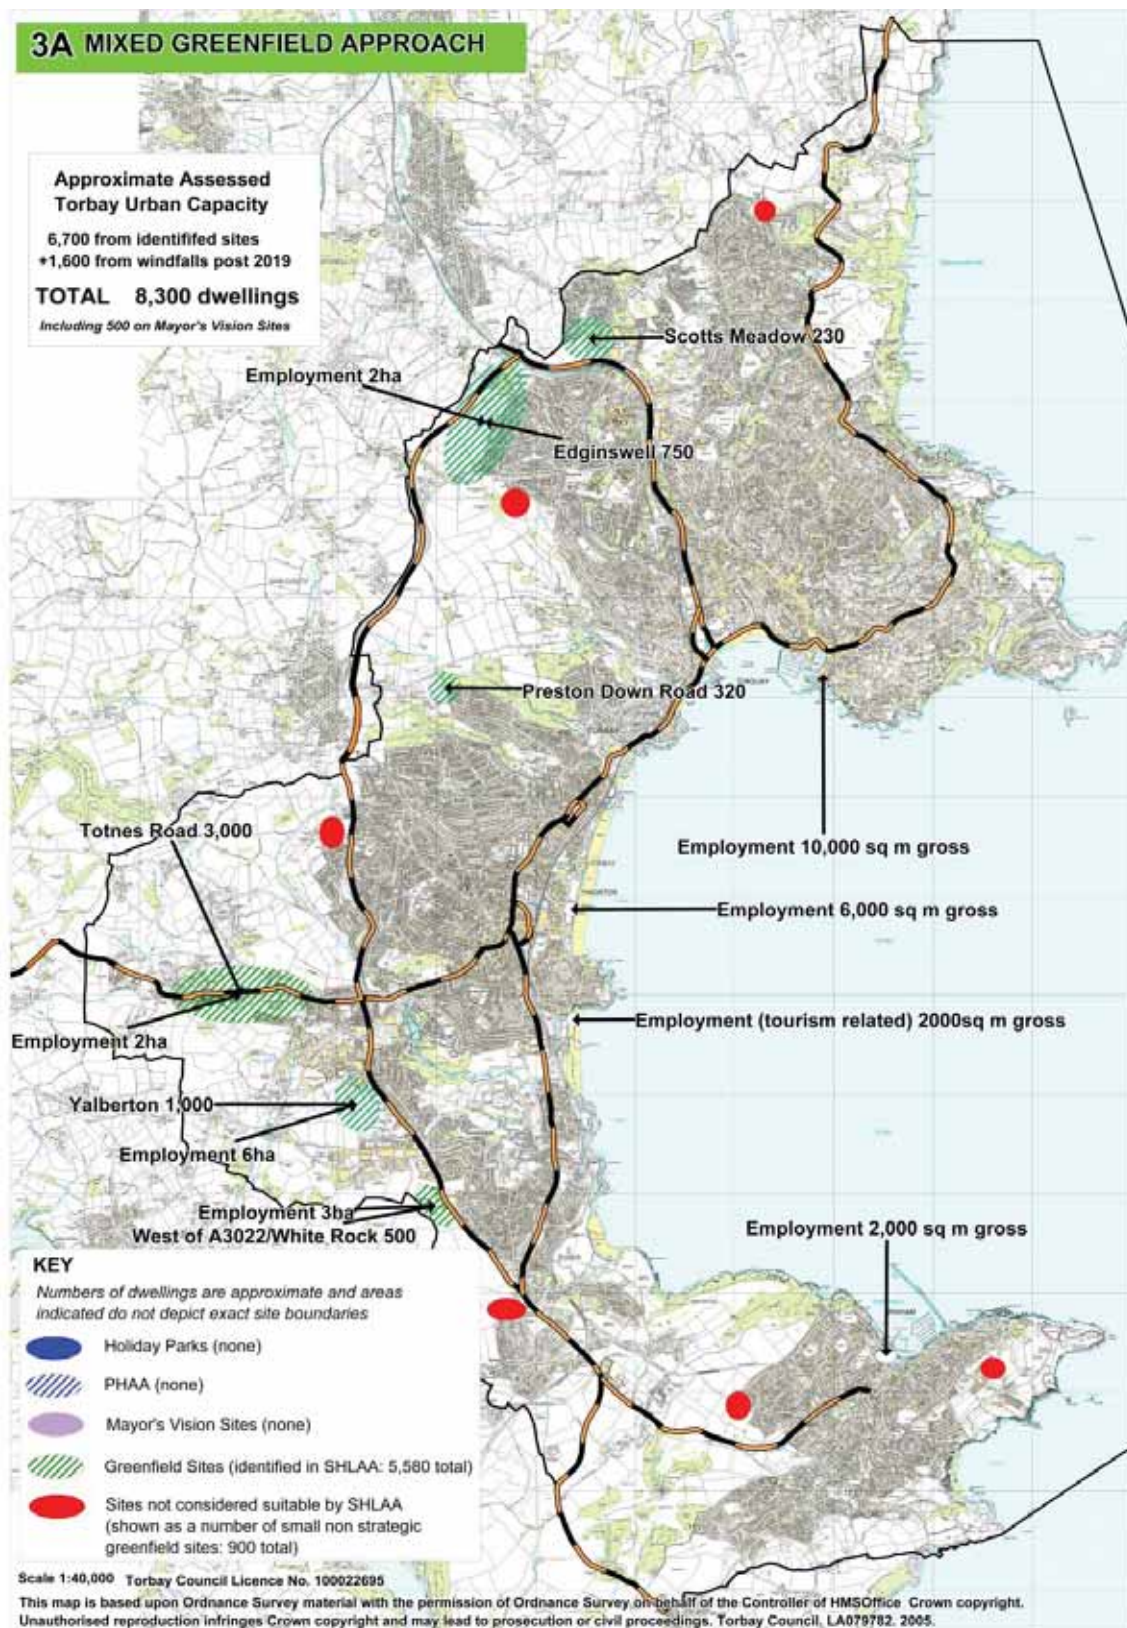 3A MIXED GREENFIELD APPROACH
Approximate Assessed
Torbay Urban Capacity
6,700 from identififed sites
+1,600 from windfalls post 2019
TOTAL 8,300 dwellings
Including 500 on Mayor's Vision Sites
Scotts Meadow 230
Employment 2ha
Edginswell 750
Preston Down Road 320
Totnes Road 3,000
Employment 10,000 sq m gross
Employment 6,000 sq m gross
Employment (tourism related) 2000sq m gross
Employment 2ha
Yalberton 1,000
Employment 6ha
Employment 3ha
West of A3022/White Rock 500
Employment 2,000 sq m gross
KEY
Numbers of dwellings are approximate and areas
indicated do not depict exact site boundaries
Holiday Parks (none)
PHAA (none)
Mayor's Vision Sites (none)
Greenfield Sites (identified in SHLAA: 5,580 total)
Sites not considered suitable by SHLAA
(shown as a number of small non strategic
greenfield sites: 900 total)
Scale 1:40,000 Torbay Council Licence No. 100022695
This map is based upon Ordnance Survey material with the permission of Ordnance Survey on behalf of the Controller of HMSOffice Crown copyright.
Unauthorised reproduction infringes Crown copyright and may lead to prosecution or civil proceedings. Torbay Council. LA079782. 2005.